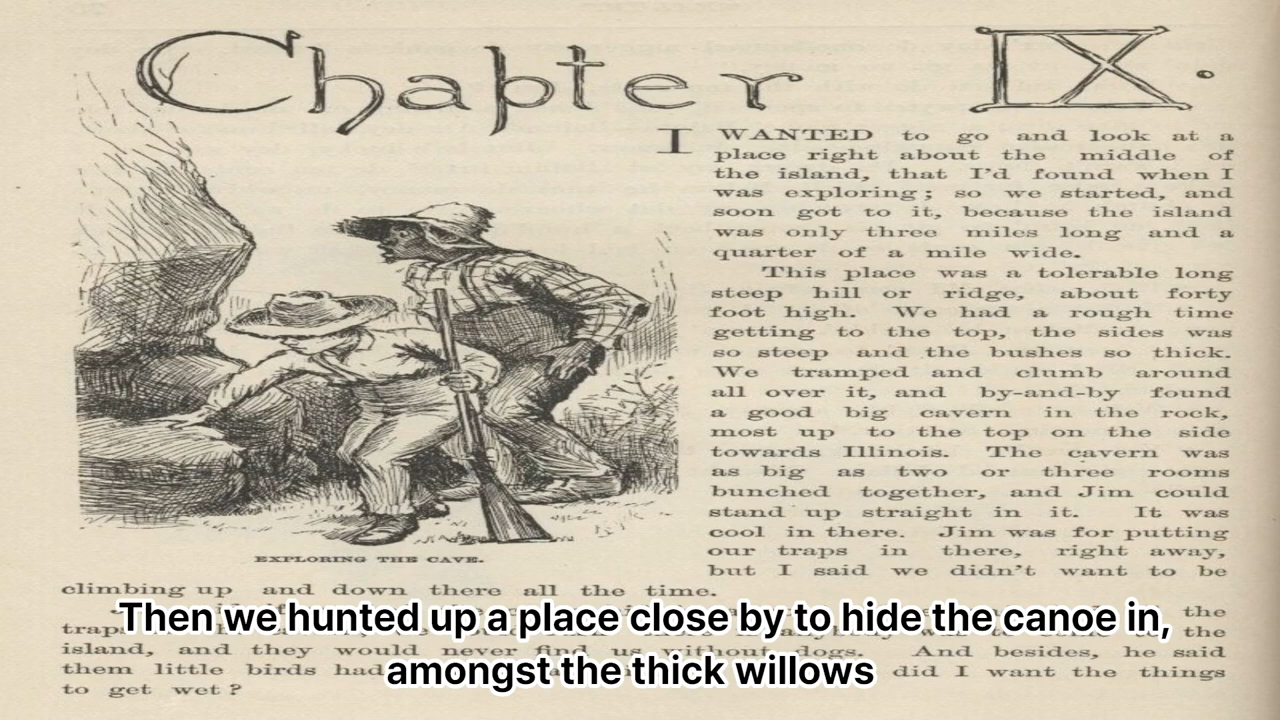 Chapter IX.
I WANTED to go and look at a
place right about the middle of
the island, that I'd found when I
was exploring; so we started, and
soon got to it, because the island
was only three miles long and a
quarter of a mile wide.
This place was a tolerable long
steep hill or ridge, about forty
foot high. We had a rough time
getting to the top, the sides was
so steep and the bushes so thick.
We tramped and clumb around
all over it, and by-and-by found
a good big cavern in the rock,
most up to the top on the side
towards Illinois. The cavern was
as big as two or three rooms
bunched together, and Jim could
stand up straight in it. It was
cool in there. Jim was for putting
our traps in there, right away,
but I said we didn't want to be
EXPLORING THE CAVE.
climbing up and down there all the time.
the
traps the
island, and they would never find us without dogs. And besides, he said
them little birds had did I want the things
to get wet?
Then we hunted up a place close by to hide the canoe in,
amongst the thick willows